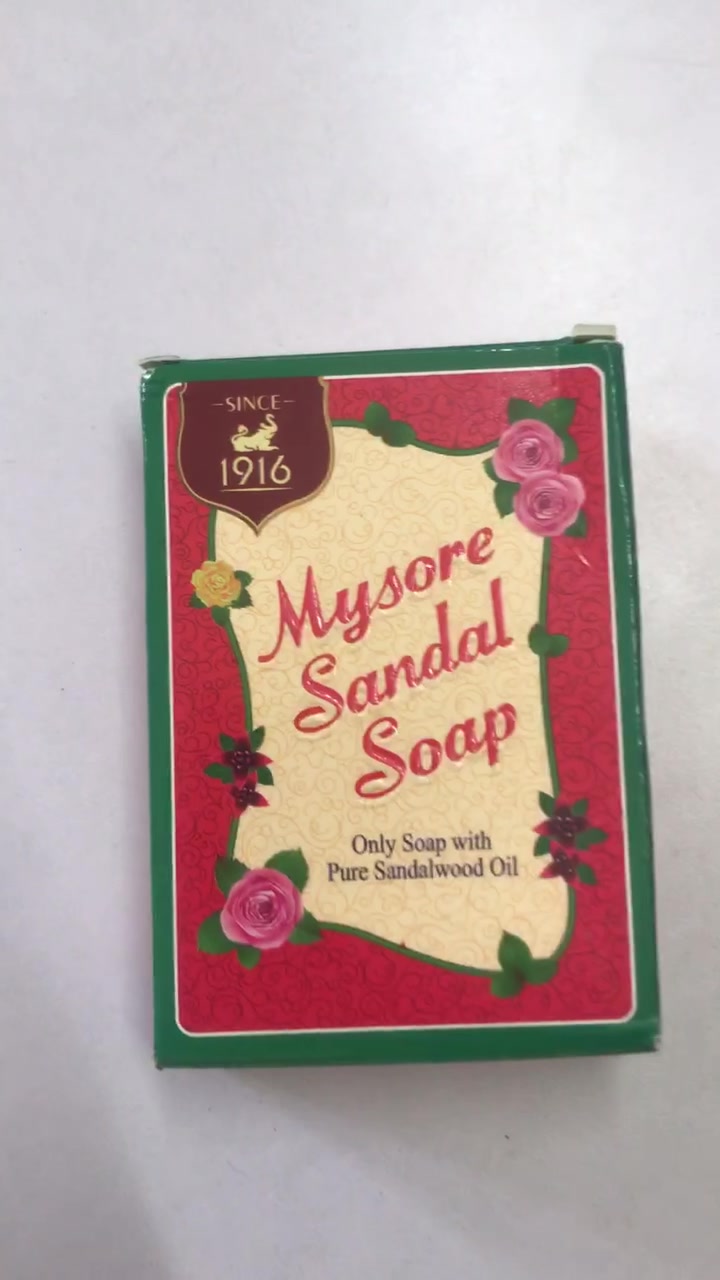 -SINCE-
1916
Mysore
Sandal
Soap
Only Soap with
Pure Sandalwood Oil